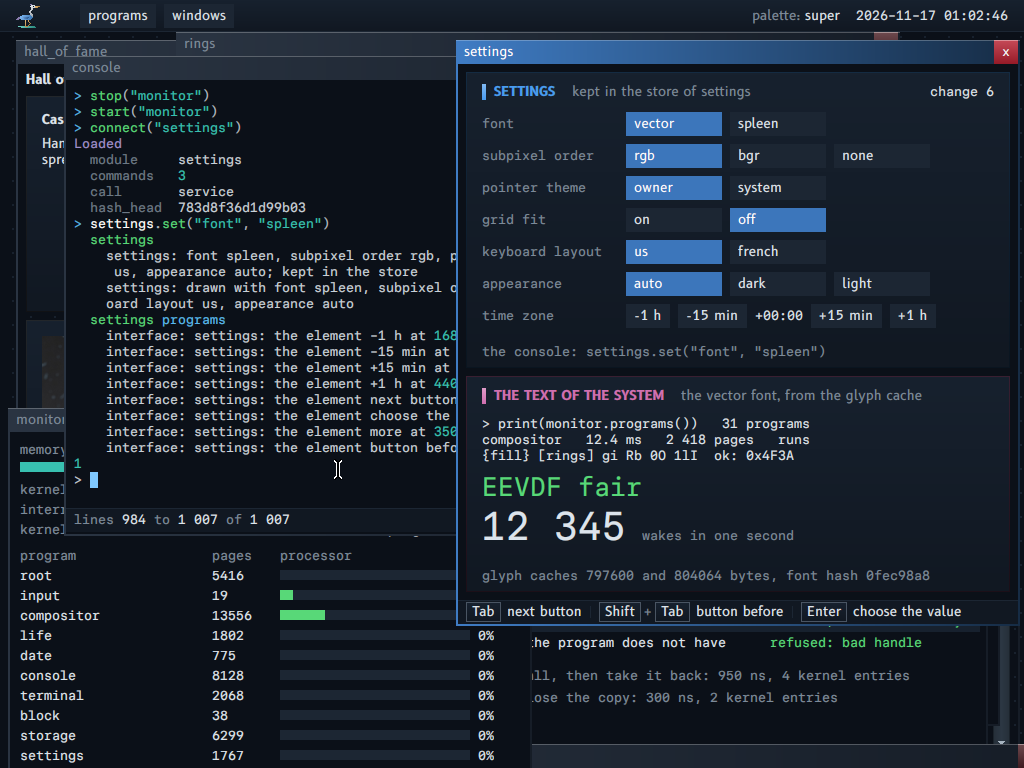 programs windows palette: super 2026-11-17 01:02:46
hall_of_fame
rings
console
settings x
Hall o
Cas
Han
spre
> stop("monitor")
> start("monitor")
> connect("settings")
Loaded
module settings
commands 3
call service
hash_head 783d8f36d1d99b03
> settings.set("font", "spleen")
settings
settings: font spleen, subpixel order rgb, p
us, appearance auto; kept in the store
settings: drawn with font spleen, subpixel o
oard layout us, appearance auto
settings programs
interface: settings: the element -1 h at 168
interface: settings: the element -15 min at
interface: settings: the element +15 min at
interface: settings: the element +1 h at 440
interface: settings: the element next button
interface: settings: the element choose the
interface: settings: the element more at 350
interface: settings: the element button befo
1
>
lines 984 to 1 007 of 1 007
SETTINGS kept in the store of settings change 6
font vector spleen
subpixel order rgb bgr none
pointer theme owner system
grid fit on off
keyboard layout us french
appearance auto dark light
time zone -1 h -15 min +00:00 +15 min +1 h
the console: settings.set("font", "spleen")
THE TEXT OF THE SYSTEM the vector font, from the glyph cache
> print(monitor.programs()) 31 programs
compositor 12.4 ms 2 418 pages runs
{fill} [rings] gi Rb 0O 1lI ok: 0x4F3A
EEVDF fair
12 345 wakes in one second
glyph caches 797600 and 804064 bytes, font hash 0fec98a8
Tab next button Shift + Tab button before Enter choose the value
monitor
memory
kernel
inter
kernel
program pages processor
root 5416
input 19
compositor 13556
life 1802 0%
date 775 0%
console 8128 0%
terminal 2068 0%
block 38 0%
storage 6299 0%
settings 1767 0%
the program does not have refused: bad handle
all, then take it back: 950 ns, 4 kernel entries
lose the copy: 300 ns, 2 kernel entries